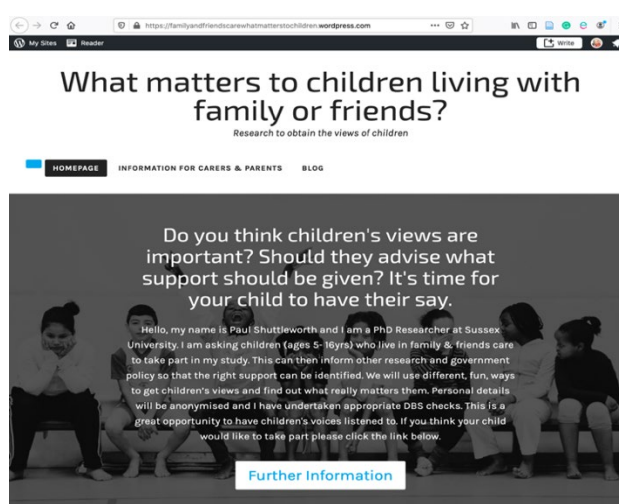 https://familyandfriendscarewhatmatterstochildren.wordpress.com
My Sites Reader Write
What matters to children living with
family or friends?
Research to obtain the views of children
HOMEPAGE INFORMATION FOR CARERS & PARENTS BLOG
Do you think children's views are
important? Should they advise what
support should be given? It's time for
your child to have their say.
Hello, my name is Paul Shuttleworth and I am a PhD Researcher at Sussex
University. I am asking children (ages 5- 16yrs) who live in family & friends care
to take part in my study. This can then inform other research and government
policy so that the right support can be identified. We will use different, fun, ways
to get children's views and find out what really matters them. Personal details
will be anonymised and I have undertaken appropriate DBS checks. This is a
great opportunity to have children's voices listened to. If you think your child
would like to take part please click the link below.
Further Information